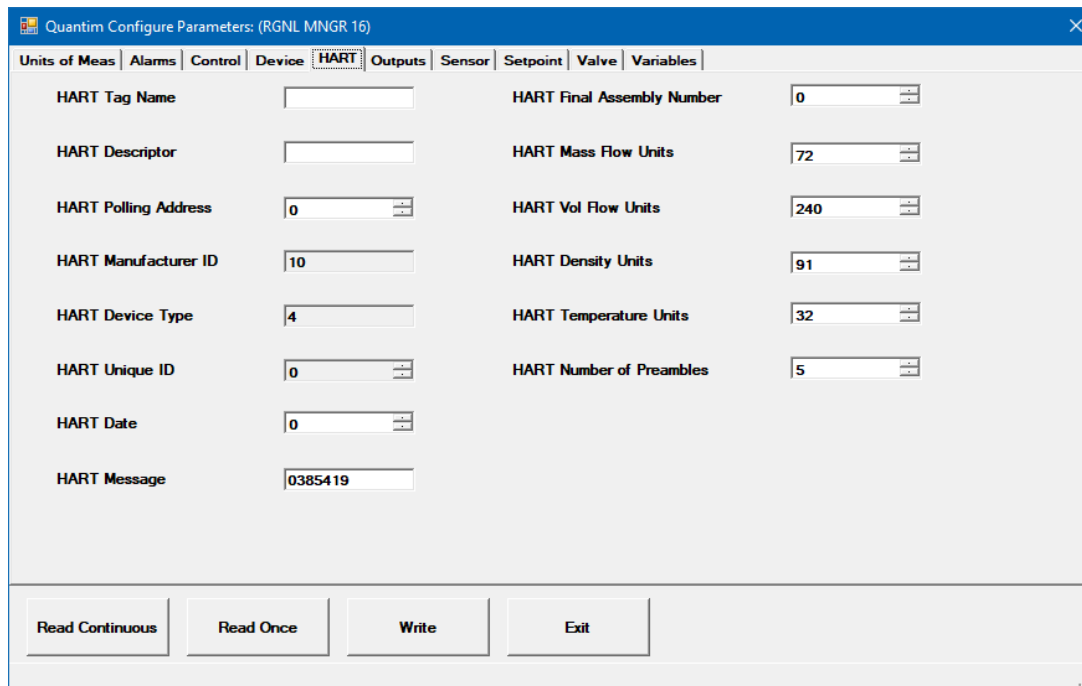 Quantim Configure Parameters: (RGNL MNGR 16)
Units of Meas Alarms Control Device HART Outputs Sensor Setpoint Valve Variables
HART Tag Name
HART Final Assembly Number 0
HART Descriptor
HART Mass Flow Units 72
HART Polling Address 0
HART Vol Flow Units 240
HART Manufacturer ID 10
HART Density Units 91
HART Device Type 4
HART Temperature Units 32
HART Unique ID 0
HART Number of Preambles 5
HART Date 0
HART Message 0385419
Read Continuous Read Once Write Exit